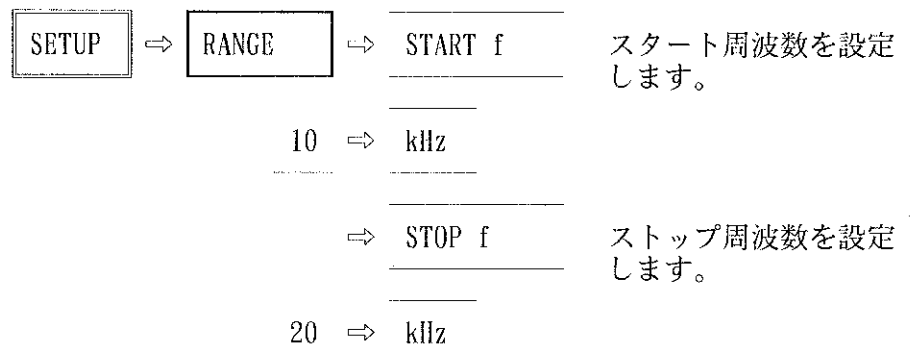 SETUP ⇨ RANGE ⇨ START f スタート周波数を設定
します。
10 ⇨ kHz
⇨ STOP f ストップ周波数を設定
します。
20 ⇨ kHz